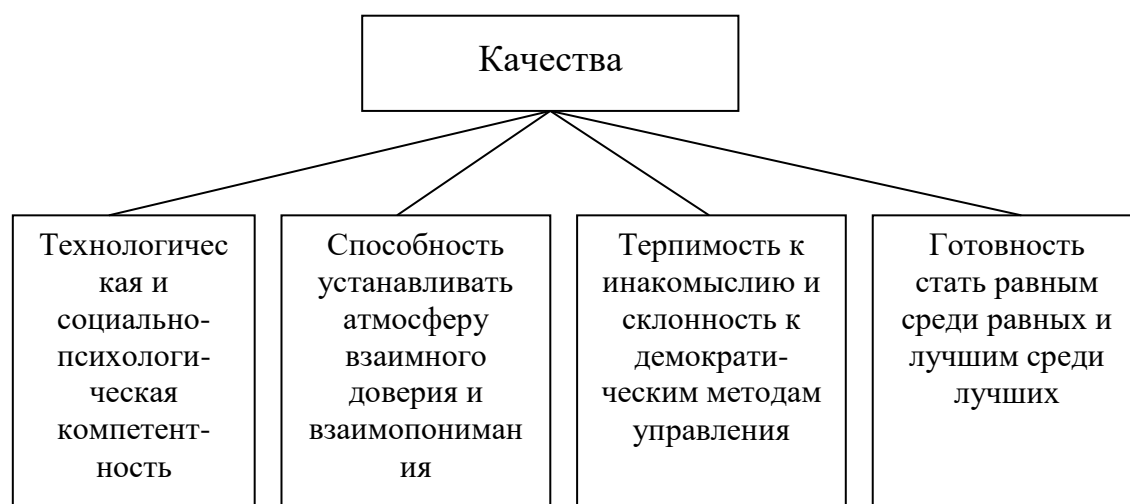 Качества
Технологичес
кая и
социально-
психологи-
ческая
компетент-
ность
Способность
устанавливать
атмосферу
взаимного
доверия и
взаимопониман
ия
Терпимость к
инакомыслию и
склонность к
демократи-
ческим методам
управления
Готовность
стать равным
среди равных и
лучшим среди
лучших